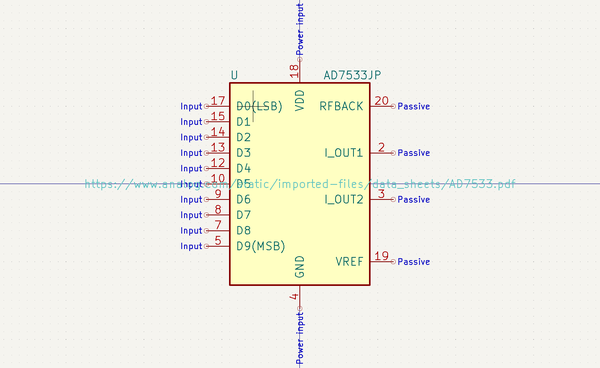 Power input
18
U AD7533JP
VDD
Input 17 D0(LSB) RFBACK 20 Passive
Input 15 D1
Input 14 D2
Input 13 D3 I_OUT1 2 Passive
Input 12 D4
Input 10 D5
https://www.analog.com/static/imported-files/data_sheets/AD7533.pdf
Input 9 D6 I_OUT2 3 Passive
Input 8 D7
Input 7 D8
Input 5 D9(MSB)
GND VREF 19 Passive
4
Power input